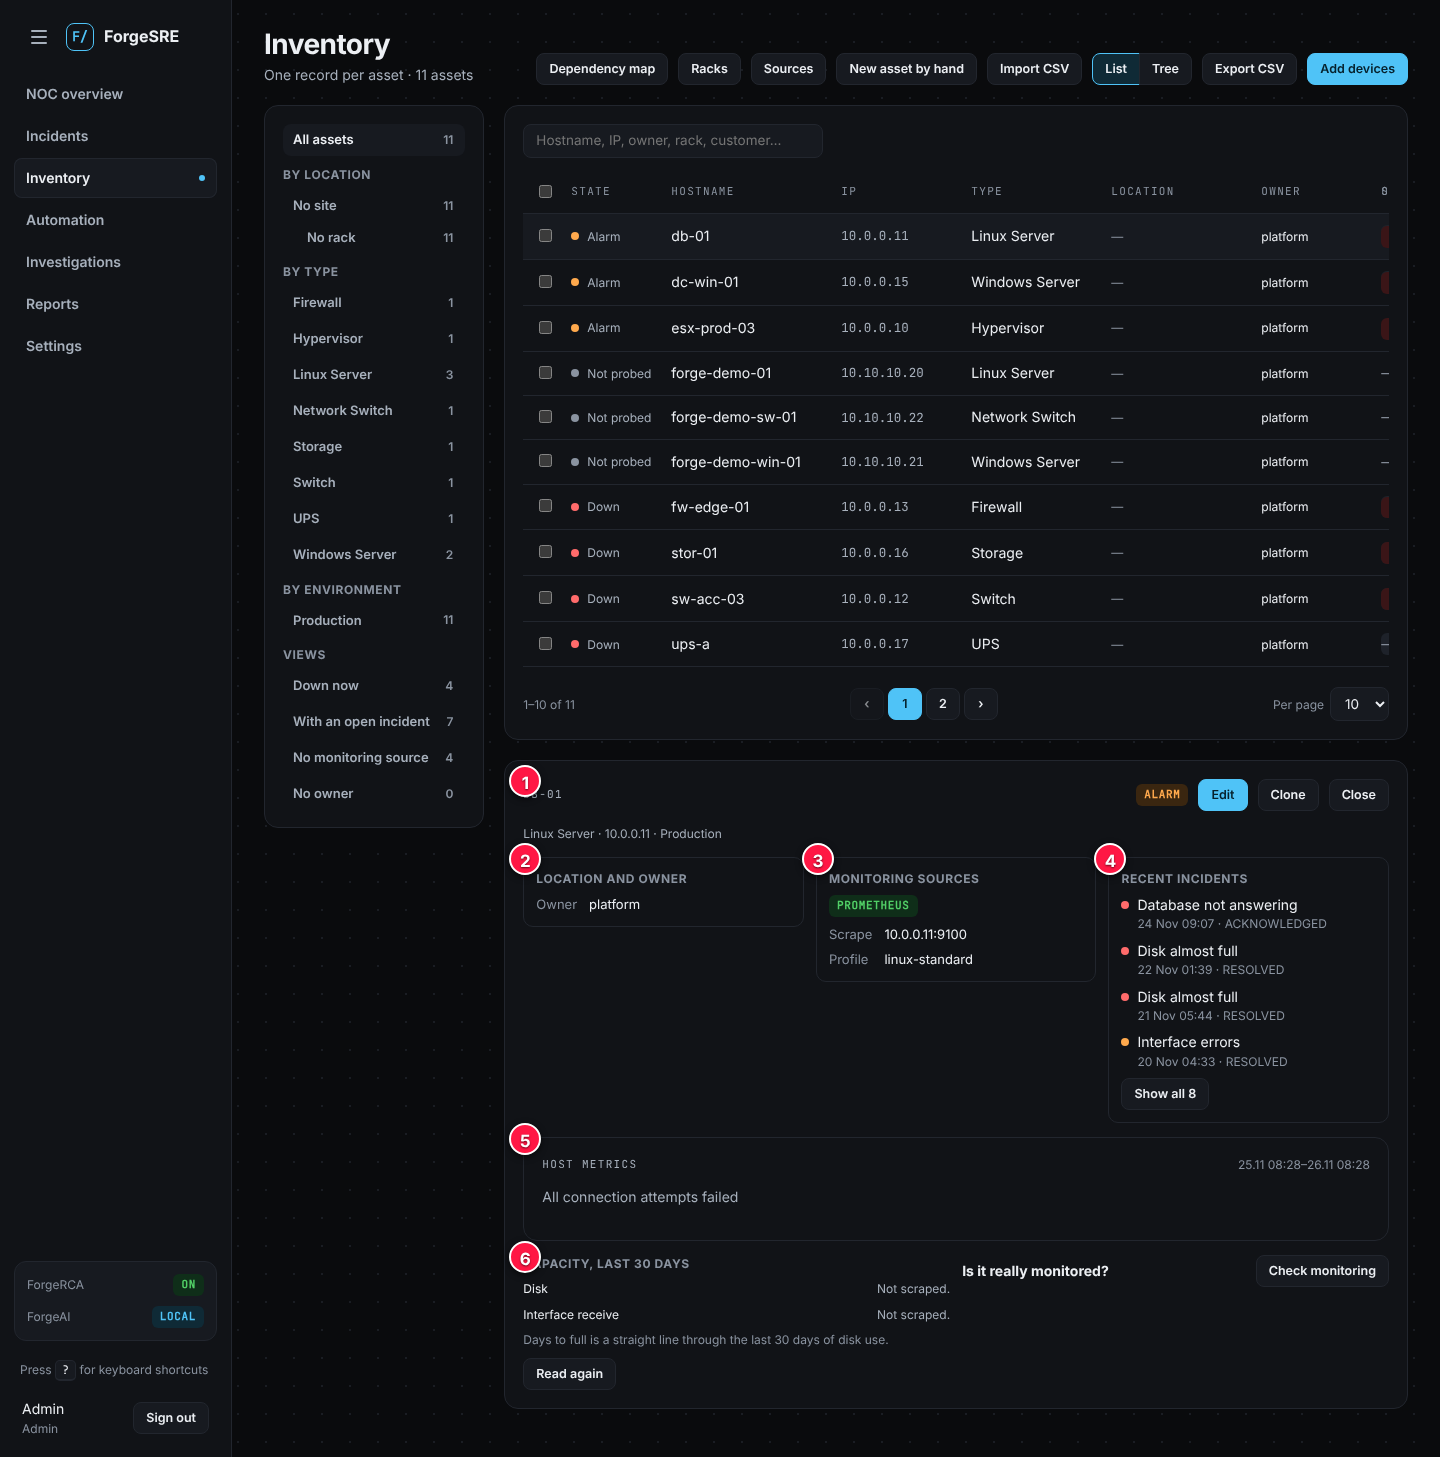 F/ ForgeSRE
NOC overview
Incidents
Inventory
Automation
Investigations
Reports
Settings
ForgeRCA ON
ForgeAI LOCAL
Press ? for keyboard shortcuts
Admin
Admin
Sign out
Inventory
One record per asset · 11 assets
Dependency map Racks Sources New asset by hand Import CSV List Tree Export CSV Add devices
All assets 11
BY LOCATION
No site 11
No rack 11
BY TYPE
Firewall 1
Hypervisor 1
Linux Server 3
Network Switch 1
Storage 1
Switch 1
UPS 1
Windows Server 2
BY ENVIRONMENT
Production 11
VIEWS
Down now 4
With an open incident 7
No monitoring source 4
No owner 0
Hostname, IP, owner, rack, customer...
STATE HOSTNAME IP TYPE LOCATION OWNER
Alarm db-01 10.0.0.11 Linux Server — platform
Alarm dc-win-01 10.0.0.15 Windows Server — platform
Alarm esx-prod-03 10.0.0.10 Hypervisor — platform
Not probed forge-demo-01 10.10.10.20 Linux Server — platform —
Not probed forge-demo-sw-01 10.10.10.22 Network Switch — platform —
Not probed forge-demo-win-01 10.10.10.21 Windows Server — platform —
Down fw-edge-01 10.0.0.13 Firewall — platform
Down stor-01 10.0.0.16 Storage — platform
Down sw-acc-03 10.0.0.12 Switch — platform
Down ups-a 10.0.0.17 UPS — platform —
1–10 of 11 ‹ 1 2 › Per page 10
1
-01 ALARM Edit Clone Close
Linux Server · 10.0.0.11 · Production
2
LOCATION AND OWNER
Owner platform
3
MONITORING SOURCES
PROMETHEUS
Scrape 10.0.0.11:9100
Profile linux-standard
4
RECENT INCIDENTS
Database not answering
24 Nov 09:07 · ACKNOWLEDGED
Disk almost full
22 Nov 01:39 · RESOLVED
Disk almost full
21 Nov 05:44 · RESOLVED
Interface errors
20 Nov 04:33 · RESOLVED
Show all 8
5
HOST METRICS 25.11 08:28–26.11 08:28
All connection attempts failed
6
PACITY, LAST 30 DAYS
Disk Not scraped.
Interface receive Not scraped.
Days to full is a straight line through the last 30 days of disk use.
Read again
Is it really monitored? Check monitoring